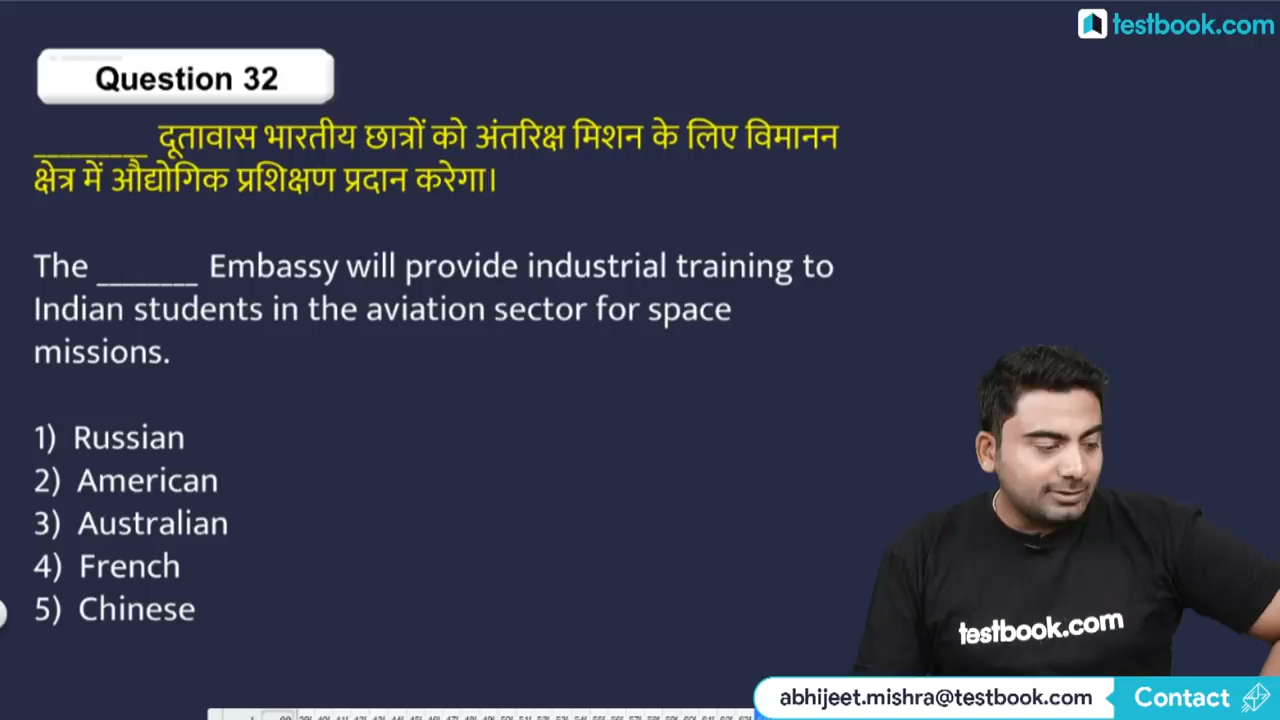 testbook.com
Question 32
________ दूतावास भारतीय छात्रों को अंतरिक्ष मिशन के लिए विमानन
क्षेत्र में औद्योगिक प्रशिक्षण प्रदान करेगा।
The _______ Embassy will provide industrial training to
Indian students in the aviation sector for space
missions.
1) Russian
2) American
3) Australian
4) French
5) Chinese
testbook.com
abhijeet.mishra@testbook.com Contact